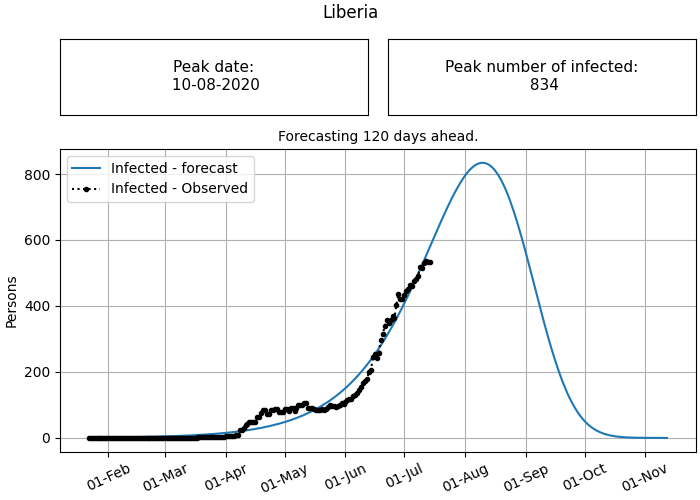 Liberia
Peak date:
10-08-2020
Peak number of infected:
834
Forecasting 120 days ahead.
Infected - forecast
Infected - Observed
Persons
800
600
400
200
0
01-Feb
01-Mar
01-Apr
01-May
01-Jun
01-Jul
01-Aug
01-Sep
01-Oct
01-Nov